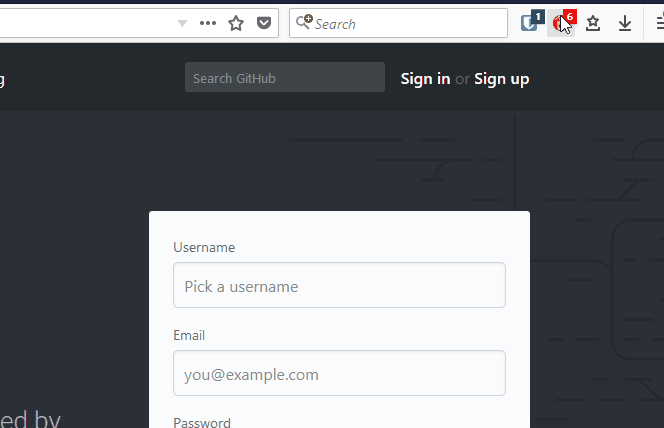 Search
1
6
g
Search GitHub
Sign in or Sign up
Username
Pick a username
Email
you@example.com
Password
ed by